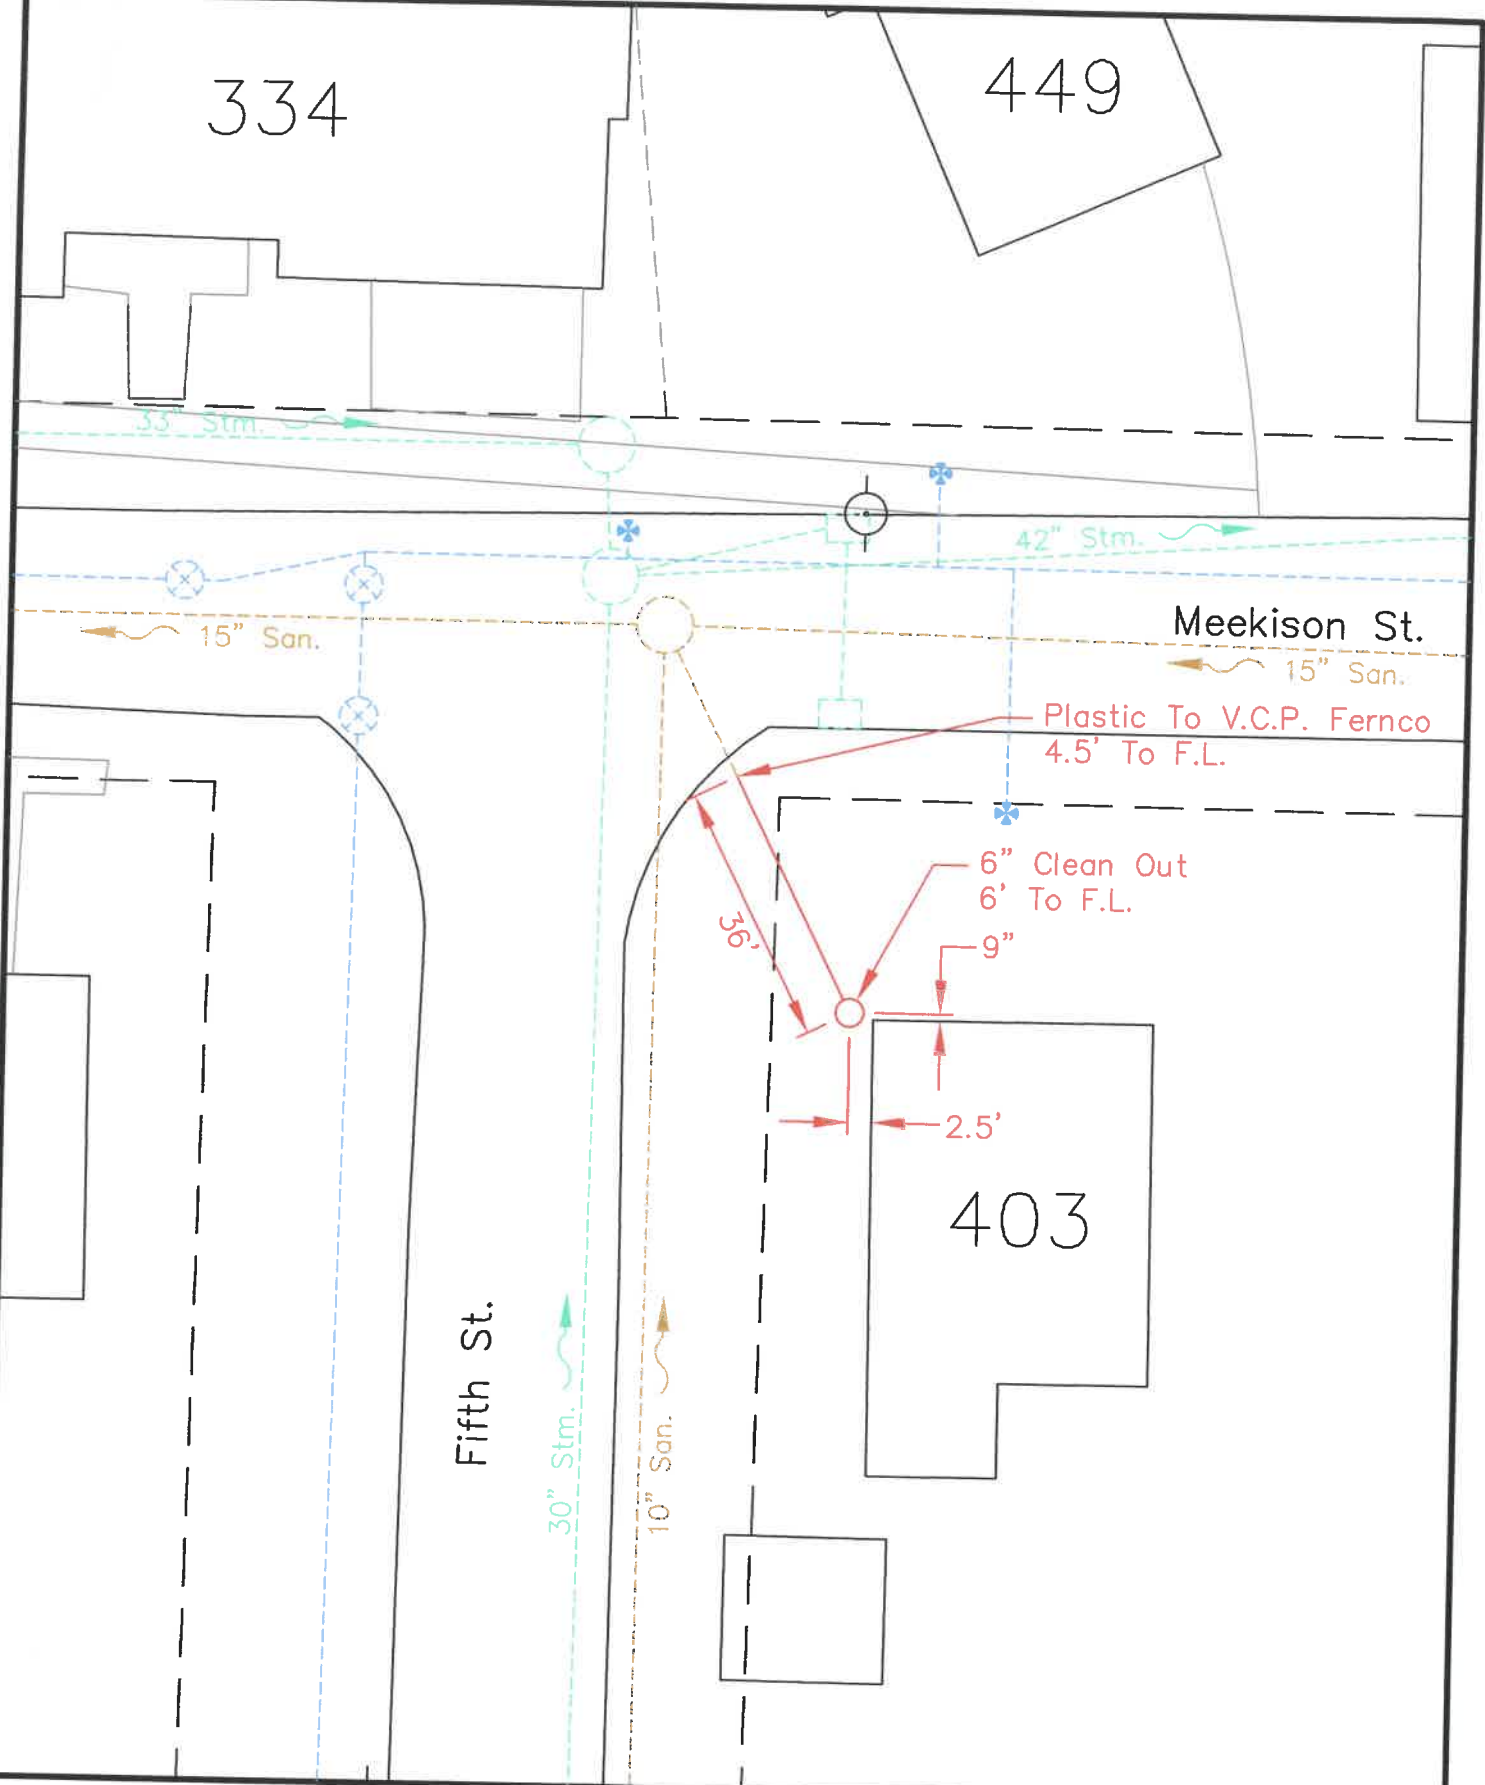 334
449
33" Stm.
42" Stm.
Meekison St.
15" San.
15" San.
Plastic To V.C.P. Fernco
4.5' To F.L.
6" Clean Out
6' To F.L.
36'
9"
2.5'
403
Fifth St.
30" Stm.
10" San.